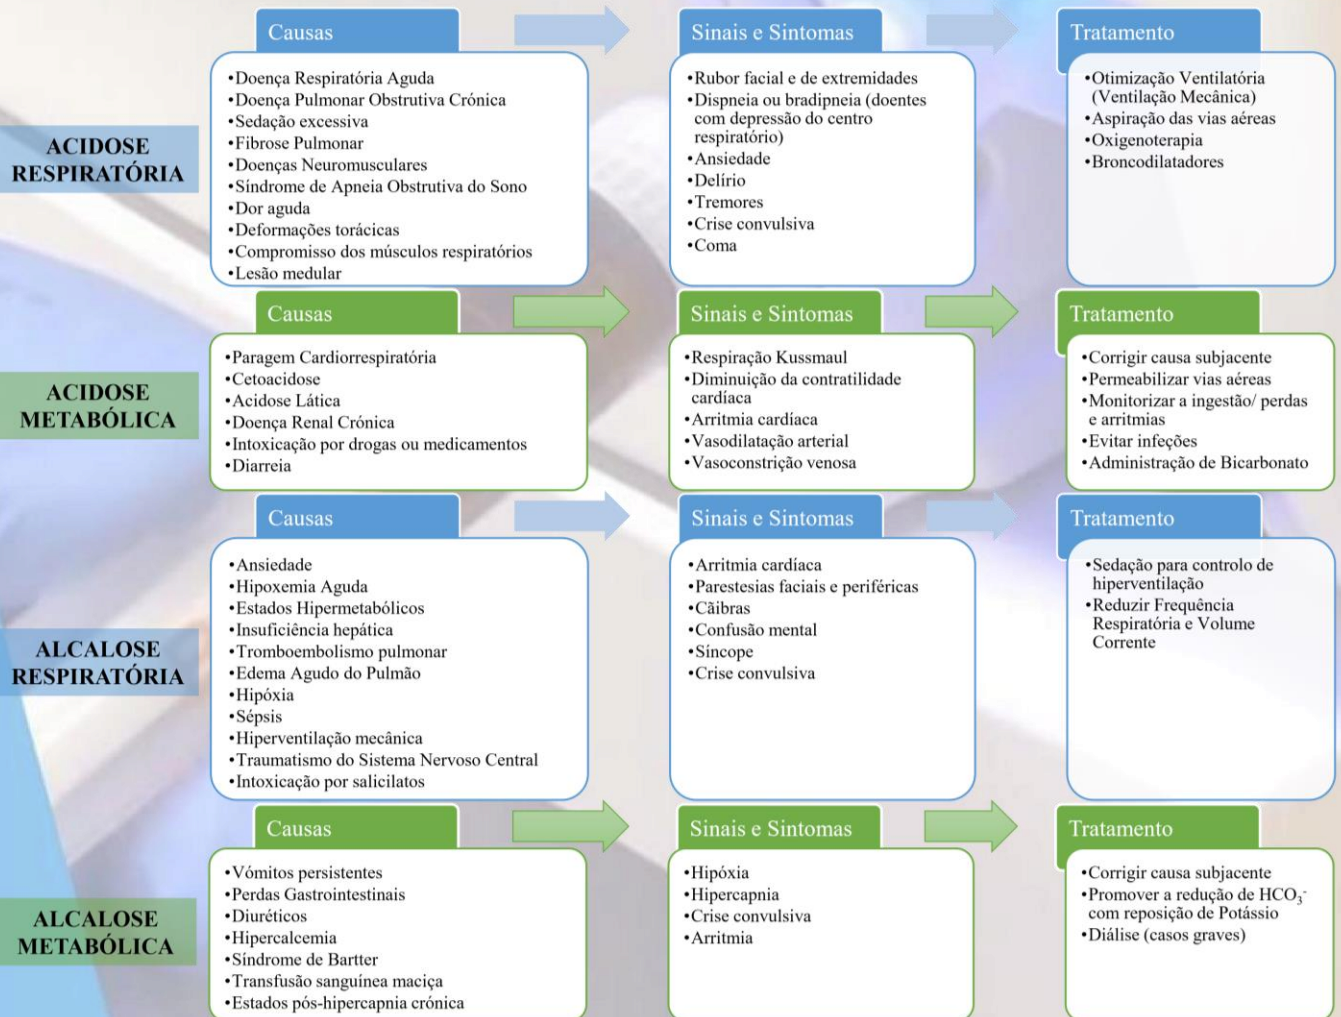 Causas
Sinais e Sintomas
Tratamento
ACIDOSE
RESPIRATÓRIA
•Doença Respiratória Aguda
•Doença Pulmonar Obstrutiva Crónica
•Sedação excessiva
•Fibrose Pulmonar
•Doenças Neuromusculares
•Síndrome de Apneia Obstrutiva do Sono
•Dor aguda
•Deformações torácicas
•Compromisso dos músculos respiratórios
•Lesão medular
•Rubor facial e de extremidades
•Dispneia ou bradipneia (doentes
com depressão do centro
respiratório)
•Ansiedade
•Delírio
•Tremores
•Crise convulsiva
•Coma
•Otimização Ventilatória
(Ventilação Mecânica)
•Aspiração das vias aéreas
•Oxigenoterapia
•Broncodilatadores
Causas
Sinais e Sintomas
Tratamento
ACIDOSE
METABÓLICA
•Paragem Cardiorrespiratória
•Cetoacidose
•Acidose Lática
•Doença Renal Crónica
•Intoxicação por drogas ou medicamentos
•Diarreia
•Respiração Kussmaul
•Diminuição da contratilidade
cardíaca
•Arritmia cardíaca
•Vasodilatação arterial
•Vasoconstrição venosa
•Corrigir causa subjacente
•Permeabilizar vias aéreas
•Monitorizar a ingestão/ perdas
e arritmias
•Evitar infeções
•Administração de Bicarbonato
Causas
Sinais e Sintomas
Tratamento
ALCALOSE
RESPIRATÓRIA
•Ansiedade
•Hipoxemia Aguda
•Estados Hipermetabólicos
•Insuficiência hepática
•Tromboembolismo pulmonar
•Edema Agudo do Pulmão
•Hipóxia
•Sépsis
•Hiperventilação mecânica
•Traumatismo do Sistema Nervoso Central
•Intoxicação por salicilatos
•Arritmia cardíaca
•Parestesias faciais e periféricas
•Cãibras
•Confusão mental
•Síncope
•Crise convulsiva
•Sedação para controlo de
hiperventilação
•Reduzir Frequência
Respiratória e Volume
Corrente
Causas
Sinais e Sintomas
Tratamento
ALCALOSE
METABÓLICA
•Vómitos persistentes
•Perdas Gastrointestinais
•Diuréticos
•Hipercalcemia
•Síndrome de Bartter
•Transfusão sanguínea maciça
•Estados pós-hipercapnia crónica
•Hipóxia
•Hipercapnia
•Crise convulsiva
•Arritmia
•Corrigir causa subjacente
•Promover a redução de HCO₃⁻
com reposição de Potássio
•Diálise (casos graves)